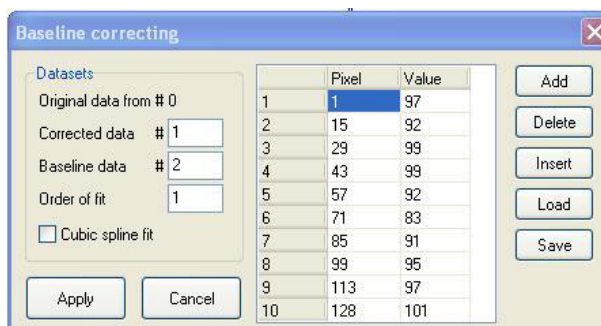 Baseline correcting
Datasets
Original data from # 0
Corrected data # 1
Baseline data # 2
Order of fit 1
Cubic spline fit
Apply Cancel
Pixel Value
1 1 97
2 15 92
3 29 99
4 43 99
5 57 92
6 71 83
7 85 91
8 99 95
9 113 97
10 128 101
Add
Delete
Insert
Load
Save